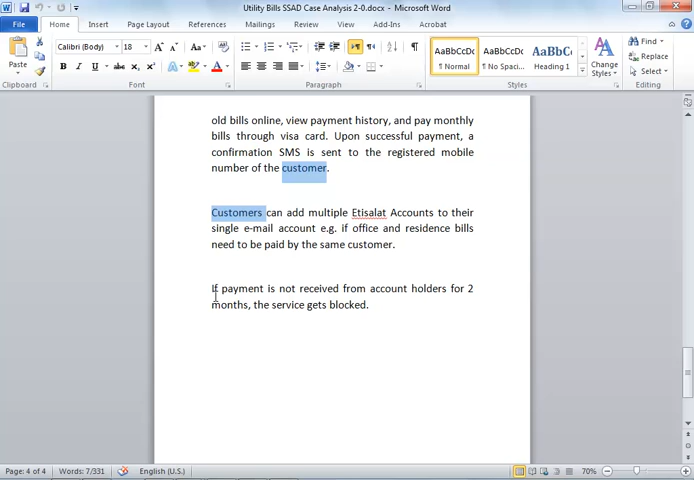 Utility Bills SSAD Case Analysis 2-0.docx - Microsoft Word
File Home Insert Page Layout References Mailings Review View Add-Ins Acrobat
Calibri (Body) 18
Paste
B I U abc
Clipboard Font Paragraph Styles Editing
AaBbCcDc AaBbCcDc AaBbCc
¶ Normal ¶ No Spaci... Heading 1
Change Styles
Find
Replace
Select
old bills online, view payment history, and pay monthly
bills through visa card. Upon successful payment, a
confirmation SMS is sent to the registered mobile
number of the customer.
Customers can add multiple Etisalat Accounts to their
single e-mail account e.g. if office and residence bills
need to be paid by the same customer.
If payment is not received from account holders for 2
months, the service gets blocked.
Page: 4 of 4 Words: 7/331 English (U.S.) 70%